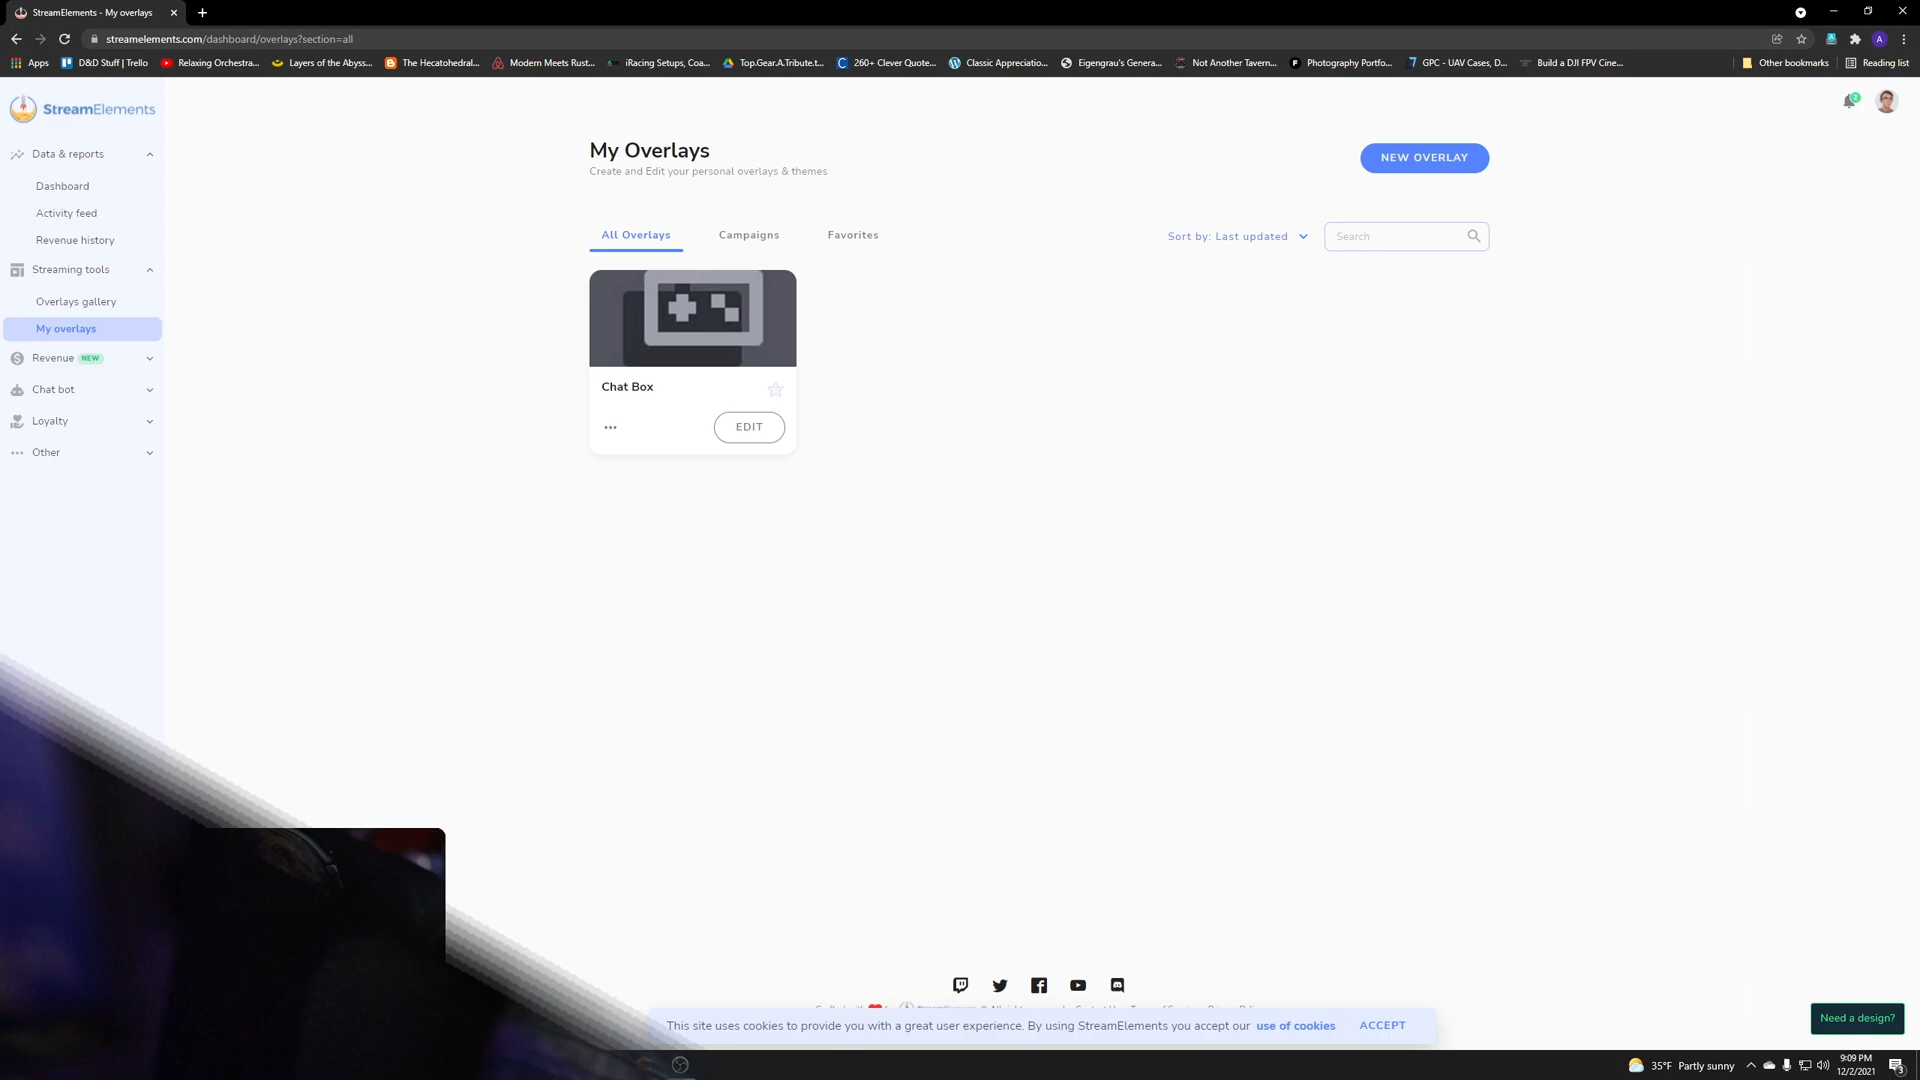 StreamElements - My overlays
streamelements.com/dashboard/overlays?section=all
A
Apps
D&D Stuff | Trello
Relaxing Orchestra...
Layers of the Abyss...
The Hecatohedral...
Modern Meets Rust...
iRacing Setups, Coa...
Top.Gear.A.Tribute.t...
260+ Clever Quote...
Classic Appreciatio...
Eigengrau's Genera...
Not Another Tavern...
Photography Portfo...
GPC - UAV Cases, D...
Build a DJI FPV Cine...
Other bookmarks
Reading list
StreamElements
2
Data & reports
Dashboard
Activity feed
Revenue history
Streaming tools
Overlays gallery
My overlays
Revenue NEW
Chat bot
Loyalty
Other
My Overlays
Create and Edit your personal overlays & themes
NEW OVERLAY
All Overlays
Campaigns
Favorites
Sort by: Last updated
Search
Chat Box
EDIT
This site uses cookies to provide you with a great user experience. By using StreamElements you accept our use of cookies
ACCEPT
Need a design?
35°F Partly sunny
9:09 PM
12/2/2021
3